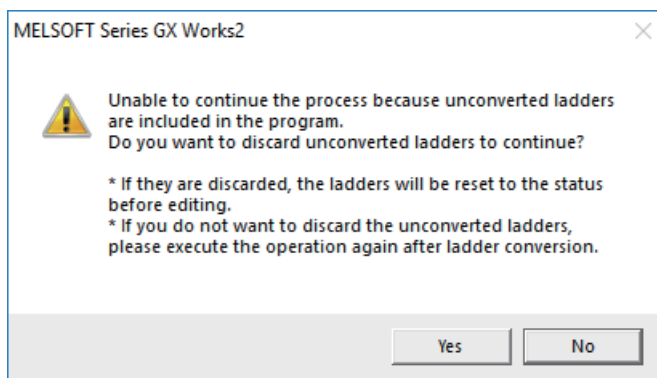 MELSOFT Series GX Works2
Unable to continue the process because unconverted ladders
are included in the program.
Do you want to discard unconverted ladders to continue?
* If they are discarded, the ladders will be reset to the status
before editing.
* If you do not want to discard the unconverted ladders,
please execute the operation again after ladder conversion.
Yes
No